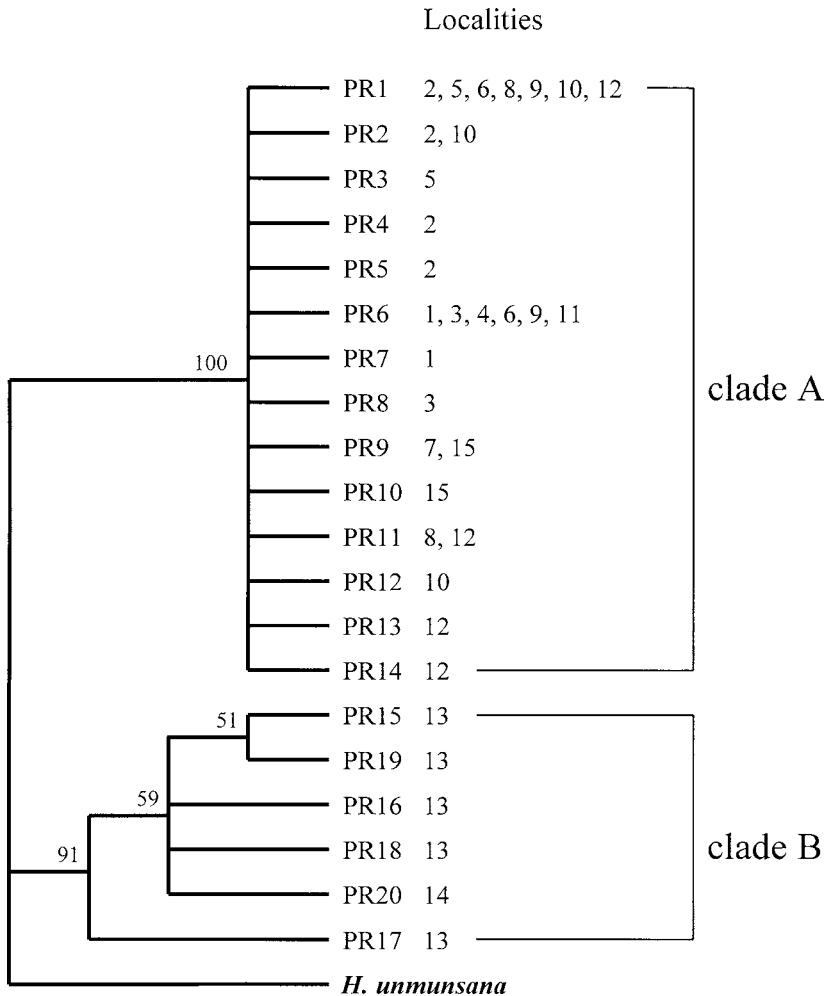 Localities
PR1 2, 5, 6, 8, 9, 10, 12
PR2 2, 10
PR3 5
PR4 2
PR5 2
PR6 1, 3, 4, 6, 9, 11
PR7 1
100
PR8 3
clade A
PR9 7, 15
PR10 15
PR11 8, 12
PR12 10
PR13 12
PR14 12
51
PR15 13
PR19 13
59
PR16 13
PR18 13
clade B
91
PR20 14
PR17 13
H. unmunsana